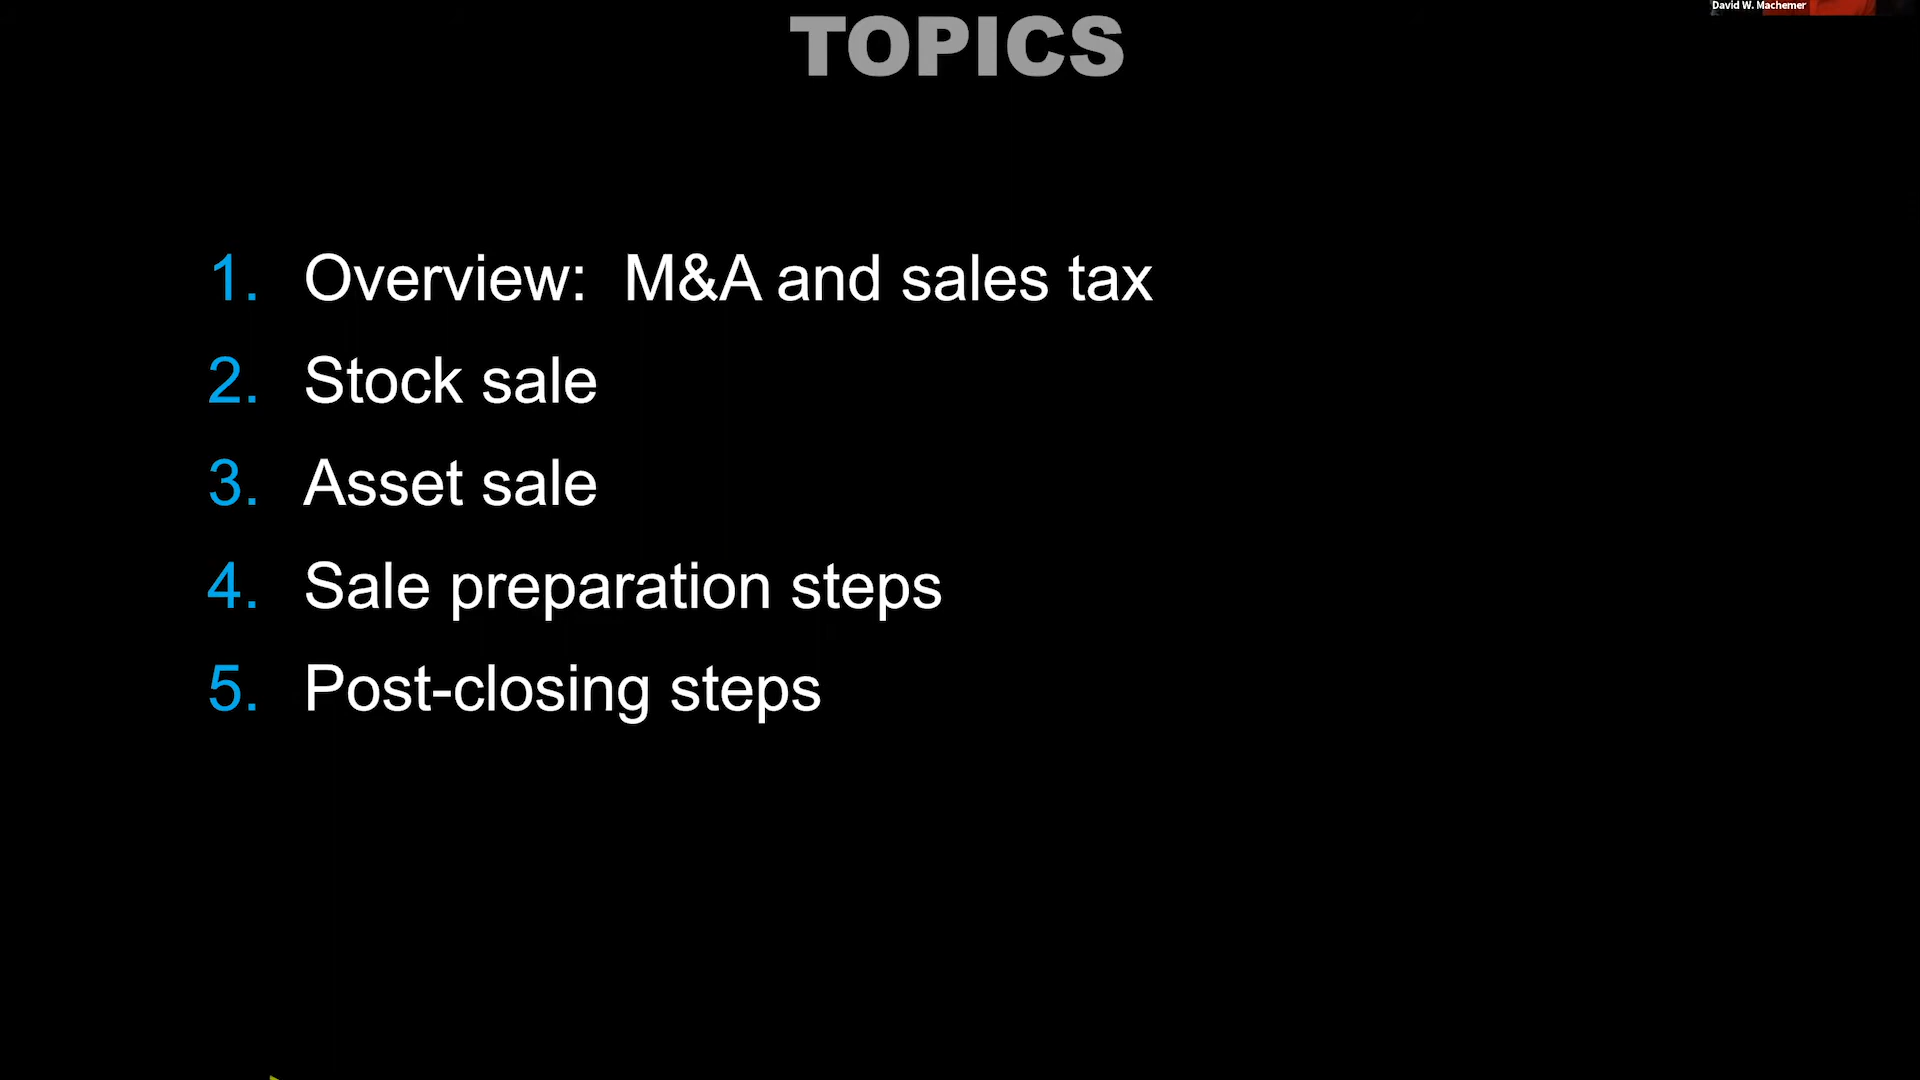 David W. Machemer
TOPICS
1. Overview:  M&A and sales tax
2. Stock sale
3. Asset sale
4. Sale preparation steps
5. Post-closing steps